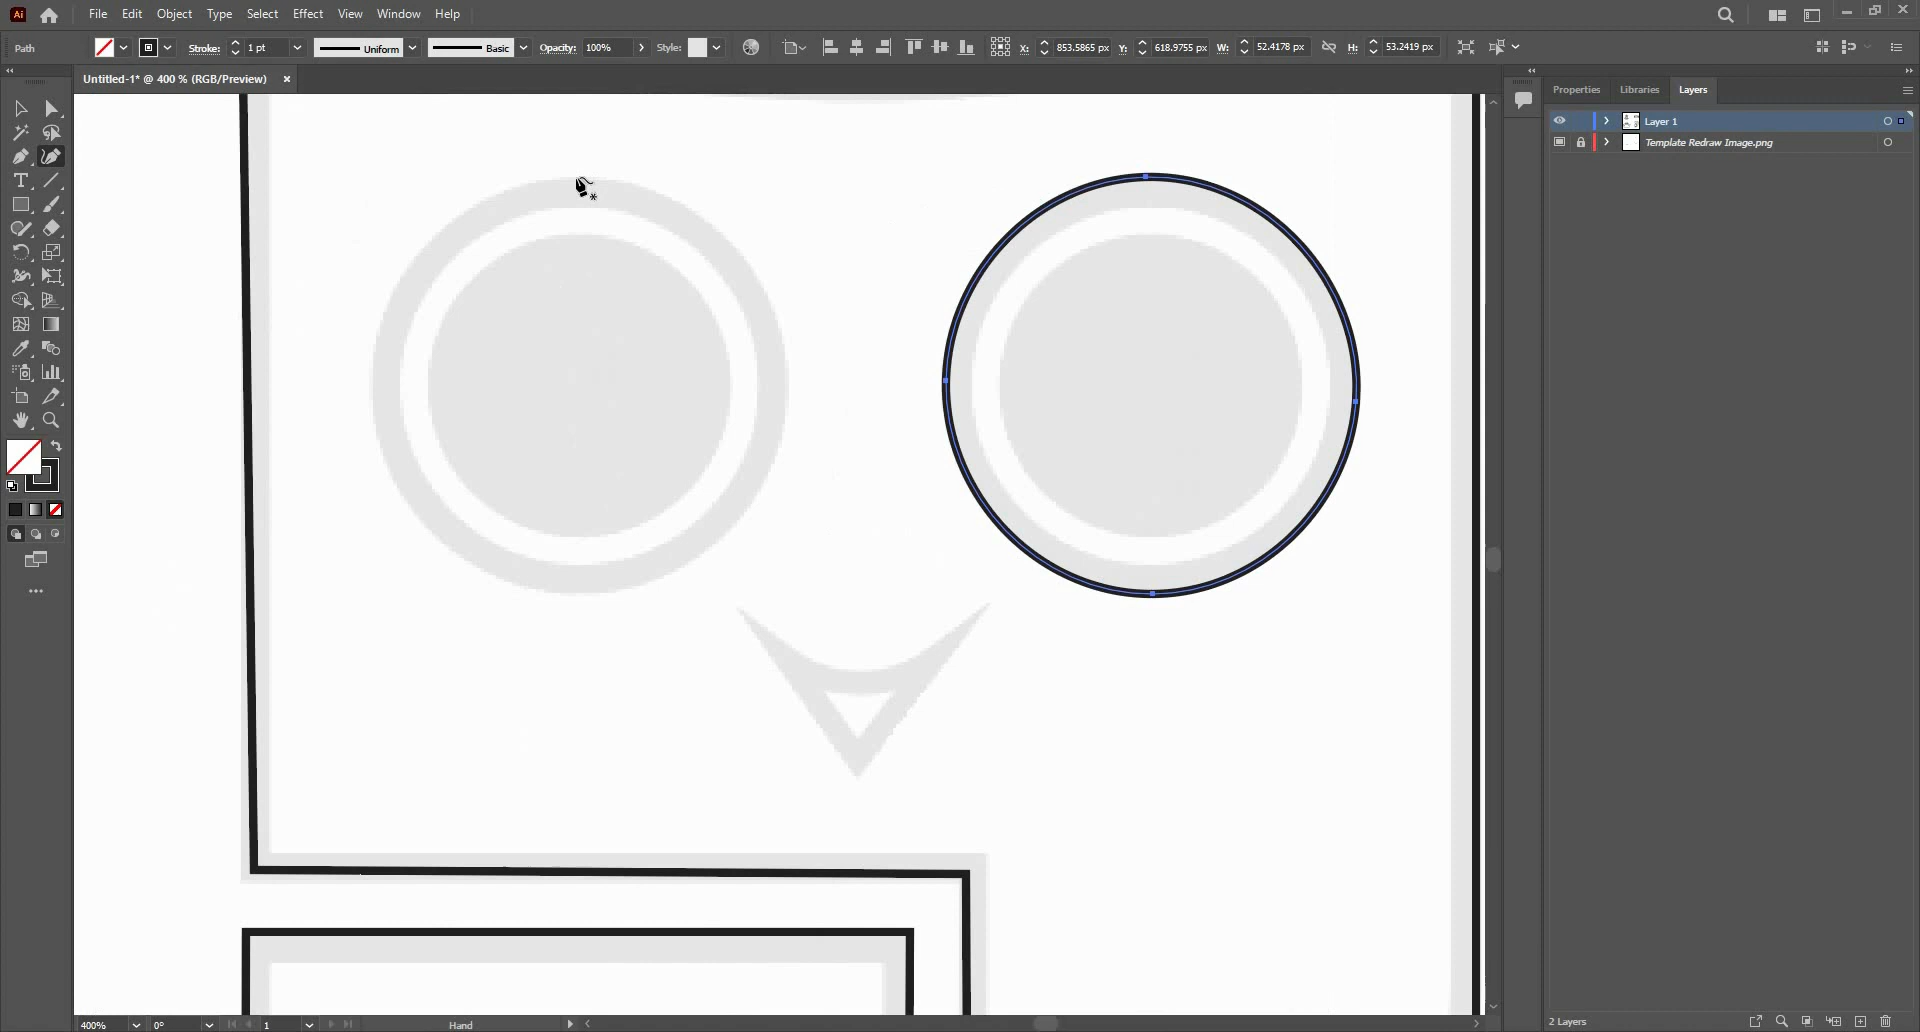 Ai File Edit Object Type Select Effect View Window Help
Path Stroke: 1 pt Uniform Basic Opacity: 100% Style: X: 853.5865 px Y: 618.9755 px W: 52.4178 px H: 53.2419 px
Untitled-1* @ 400 % (RGB/Preview) ×
Properties Libraries Layers
Layer 1
Template Redraw Image.png
400% 0° 1 Hand
2 Layers